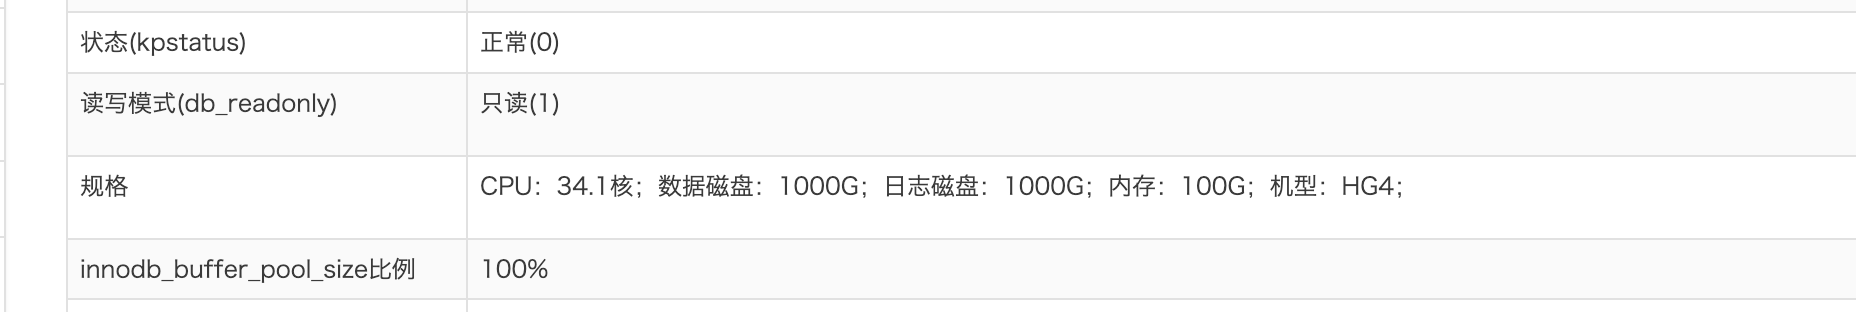 状态(kpstatus) 正常(0)
读写模式(db_readonly) 只读(1)
规格 CPU：34.1核；数据磁盘：1000G；日志磁盘：1000G；内存：100G；机型：HG4；
innodb_buffer_pool_size比例 100%